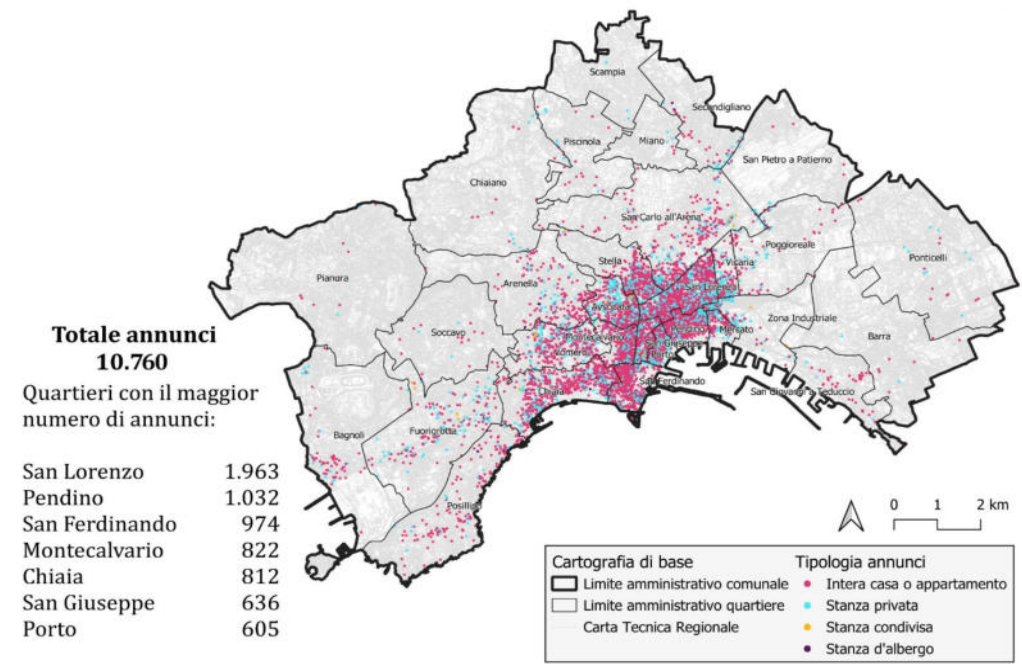 Scampia
Secondigliano
Piscinola
Miano
San Pietro a Patierno
Chiaiano
San Carlo all'Arena
Poggioreale
Vicaria
Stella
Ponticelli
Pianura
Arenella
San Lorenzo
Avvocata
Zona Industriale
Soccavo
Pendino
Mercato
Montecalvario
Barra
San Giuseppe
Vomero
Porto
San Ferdinando
Chiaia
San Giovanni a Teduccio
Bagnoli
Fuorigrotta
Posillipo
Totale annunci
10.760
Quartieri con il maggior
numero di annunci:
San Lorenzo 1.963
Pendino 1.032
San Ferdinando 974
Montecalvario 822
Chiaia 812
San Giuseppe 636
Porto 605
0 1 2 km
Cartografia di base
Limite amministrativo comunale
Limite amministrativo quartiere
Carta Tecnica Regionale
Tipologia annunci
Intera casa o appartamento
Stanza privata
Stanza condivisa
Stanza d'albergo